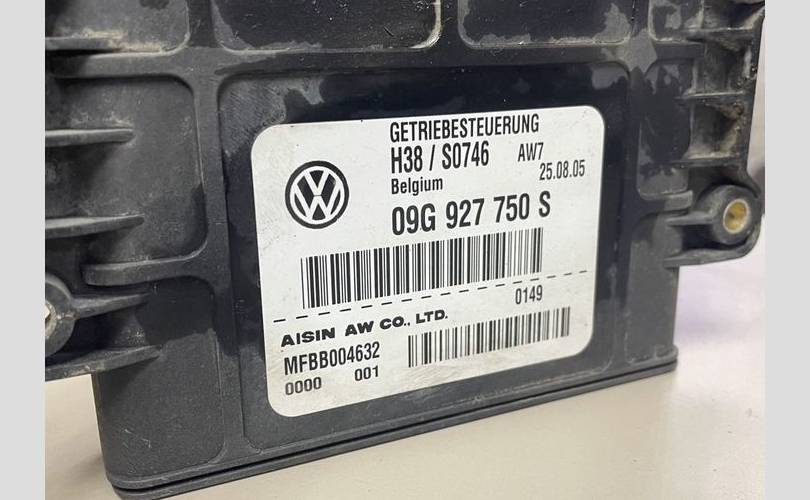 GETRIEBESTEUERUNG
H38 / S0746 AW7
Belgium 25.08.05
09G 927 750 S
0149
AISIN AW CO., LTD.
MFBB004632
0000 001